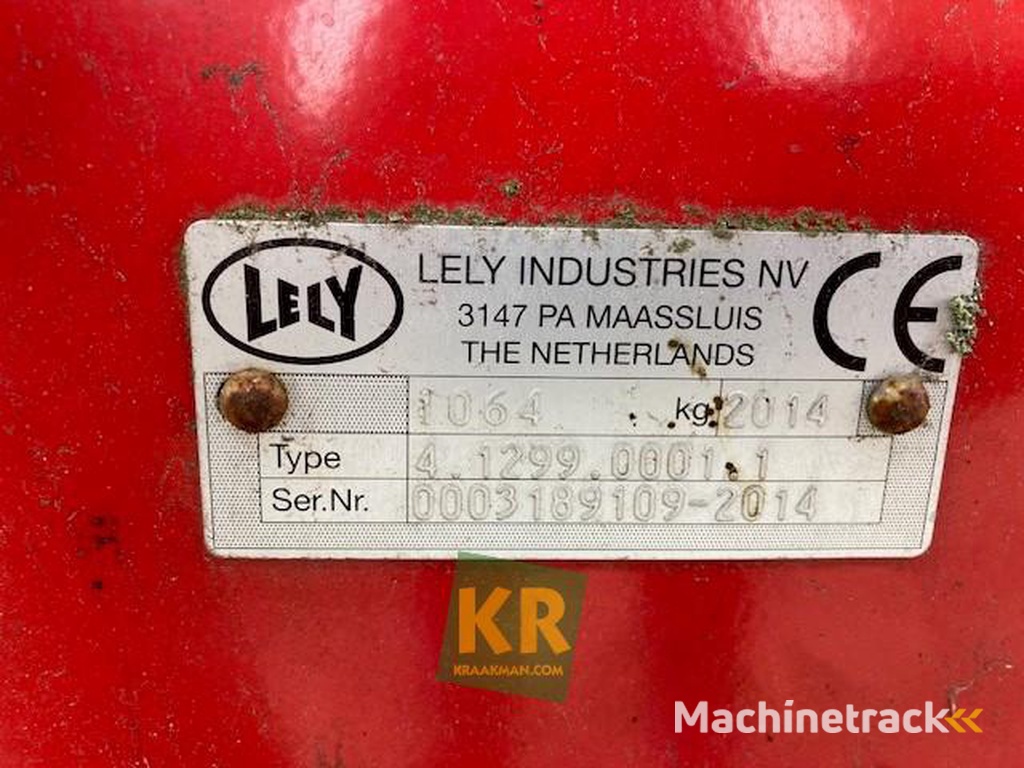 LELY
LELY INDUSTRIES NV
3147 PA MAASSLUIS
THE NETHERLANDS
CE
1064 kg 2014
Type 4.1299.0001.1
Ser.Nr. 0003189109-2014
KR
KRAAKMAN.COM
Machinetrack